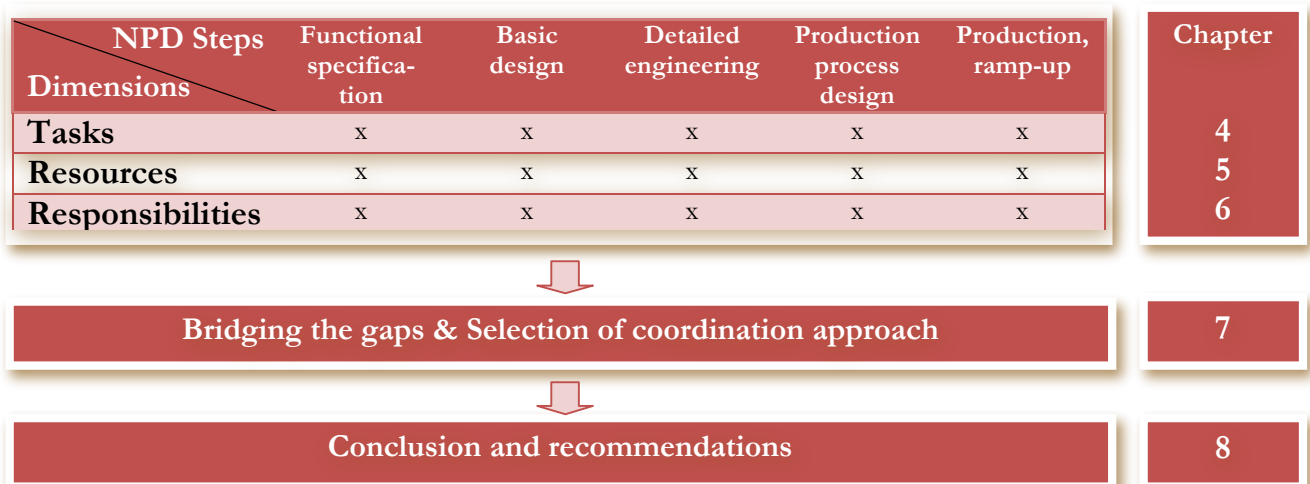 NPD Steps Functional Basic Detailed Production Production, Chapter
specifica- design engineering process ramp-up
Dimensions tion design
Tasks x x x x x 4
Resources x x x x x 5
Responsibilities x x x x x 6
Bridging the gaps & Selection of coordination approach 7
Conclusion and recommendations 8